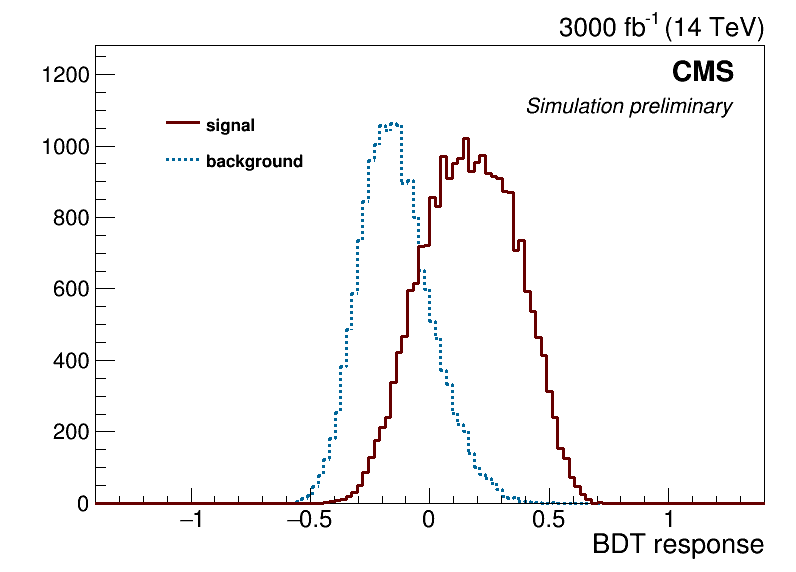 3000 fb⁻¹ (14 TeV)
CMS
Simulation preliminary
signal
background
1200
1000
800
600
400
200
0
−1 −0.5 0 0.5 1
BDT response